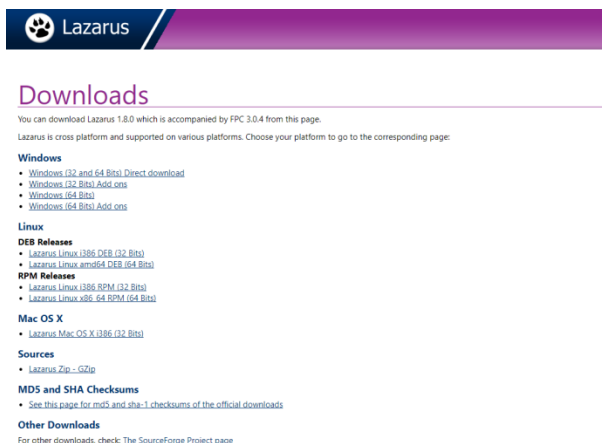 Lazarus
Downloads
You can download Lazarus 1.8.0 which is accompanied by FPC 3.0.4 from this page.
Lazarus is cross platform and supported on various platforms. Choose your platform to go to the corresponding page:
Windows
Windows (32 and 64 Bits) Direct download
Windows (32 Bits) Add ons
Windows (64 Bits)
Windows (64 Bits) Add ons
Linux
DEB Releases
Lazarus Linux i386 DEB (32 Bits)
Lazarus Linux amd64 DEB (64 Bits)
RPM Releases
Lazarus Linux i386 RPM (32 Bits)
Lazarus Linux x86_64 RPM (64 Bits)
Mac OS X
Lazarus Mac OS X i386 (32 Bits)
Sources
Lazarus Zip - GZip
MD5 and SHA Checksums
See this page for md5 and sha-1 checksums of the official downloads
Other Downloads
For other downloads, check: The SourceForge Project page